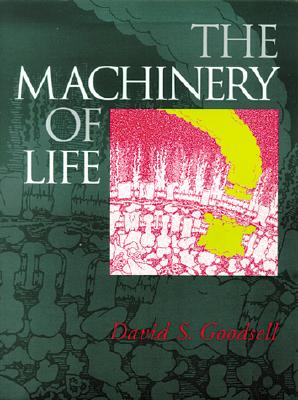 THE
MACHINERY
OF
LIFE
David S. Goodsell